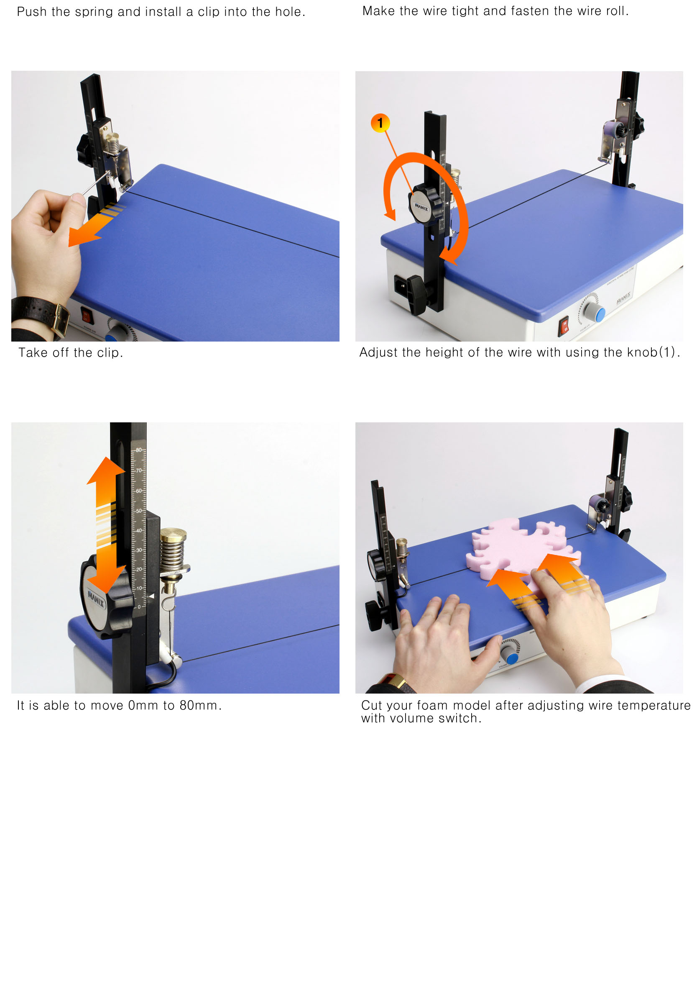 Push the spring and install a clip into the hole.
Make the wire tight and fasten the wire roll.
1
MANIX
MANIX
Take off the clip.
Adjust the height of the wire with using the knob(1).
80
70
60
50
40
30
20
10
0
MANIX
It is able to move 0mm to 80mm.
Cut your foam model after adjusting wire temperature
with volume switch.